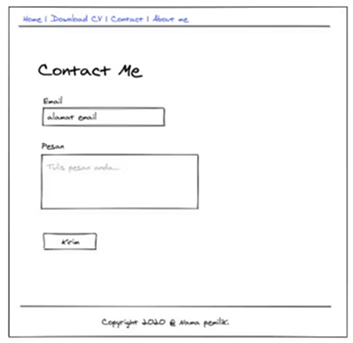 Home | Download CV | Contact | About me
Contact Me
Email
alamat email
Pesan
Tulis pesan anda...
Kirim
Copyright 2020 @ Nama pemilik